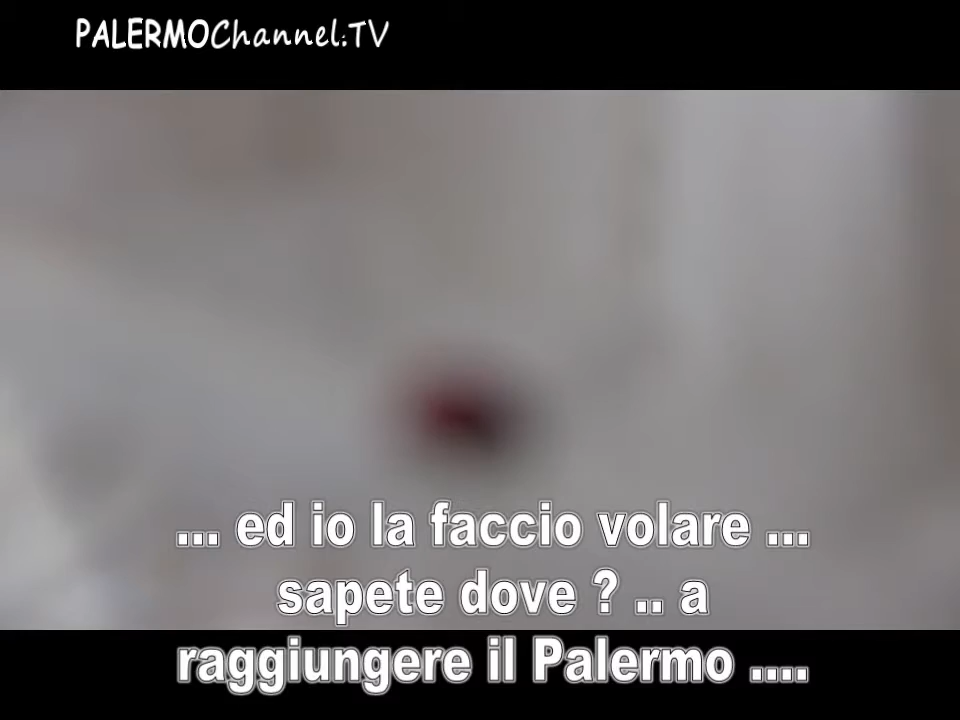 PALERMOChannel.TV
... ed io la faccio volare ...
sapete dove ? .. a
raggiungere il Palermo ....